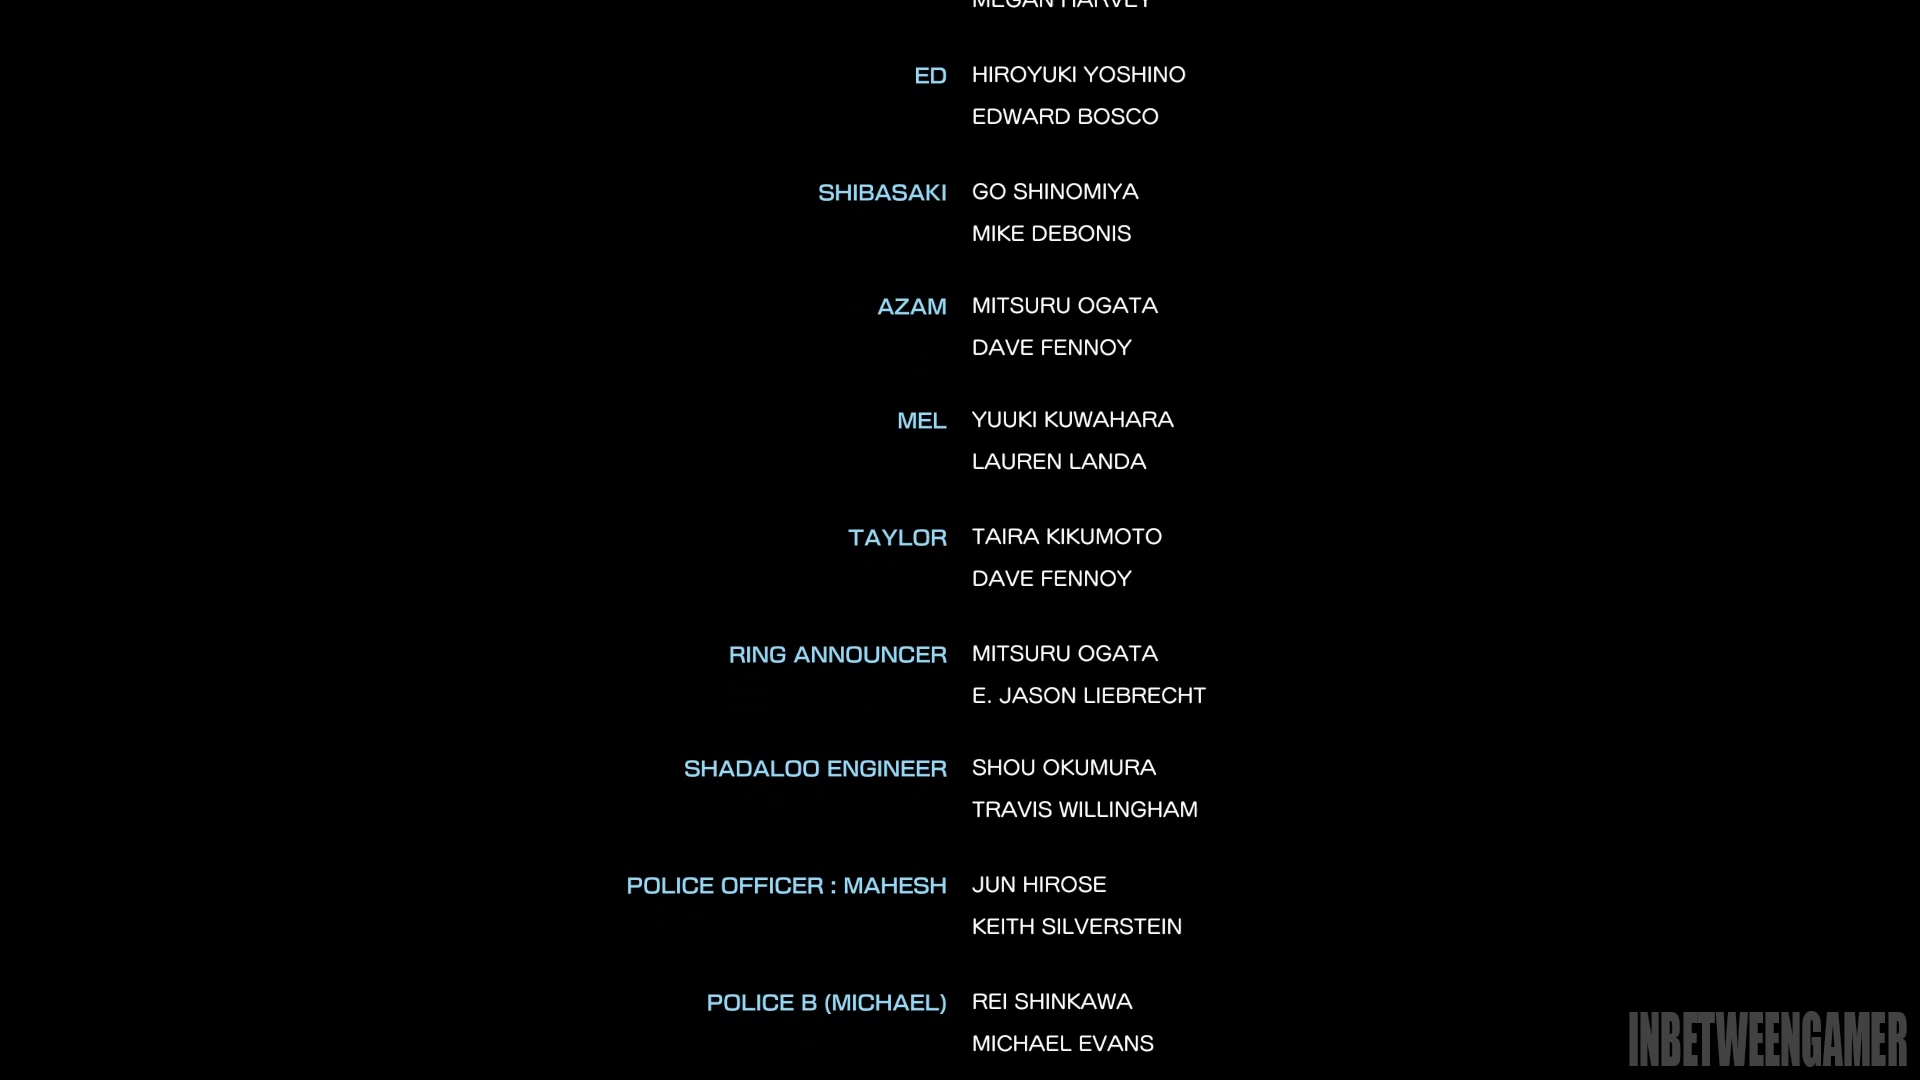 MEGAN HARVEY
ED HIROYUKI YOSHINO
EDWARD BOSCO
SHIBASAKI GO SHINOMIYA
MIKE DEBONIS
AZAM MITSURU OGATA
DAVE FENNOY
MEL YUUKI KUWAHARA
LAUREN LANDA
TAYLOR TAIRA KIKUMOTO
DAVE FENNOY
RING ANNOUNCER MITSURU OGATA
E. JASON LIEBRECHT
SHADALOO ENGINEER SHOU OKUMURA
TRAVIS WILLINGHAM
POLICE OFFICER : MAHESH JUN HIROSE
KEITH SILVERSTEIN
POLICE B (MICHAEL) REI SHINKAWA
MICHAEL EVANS
INBETWEENGAMER